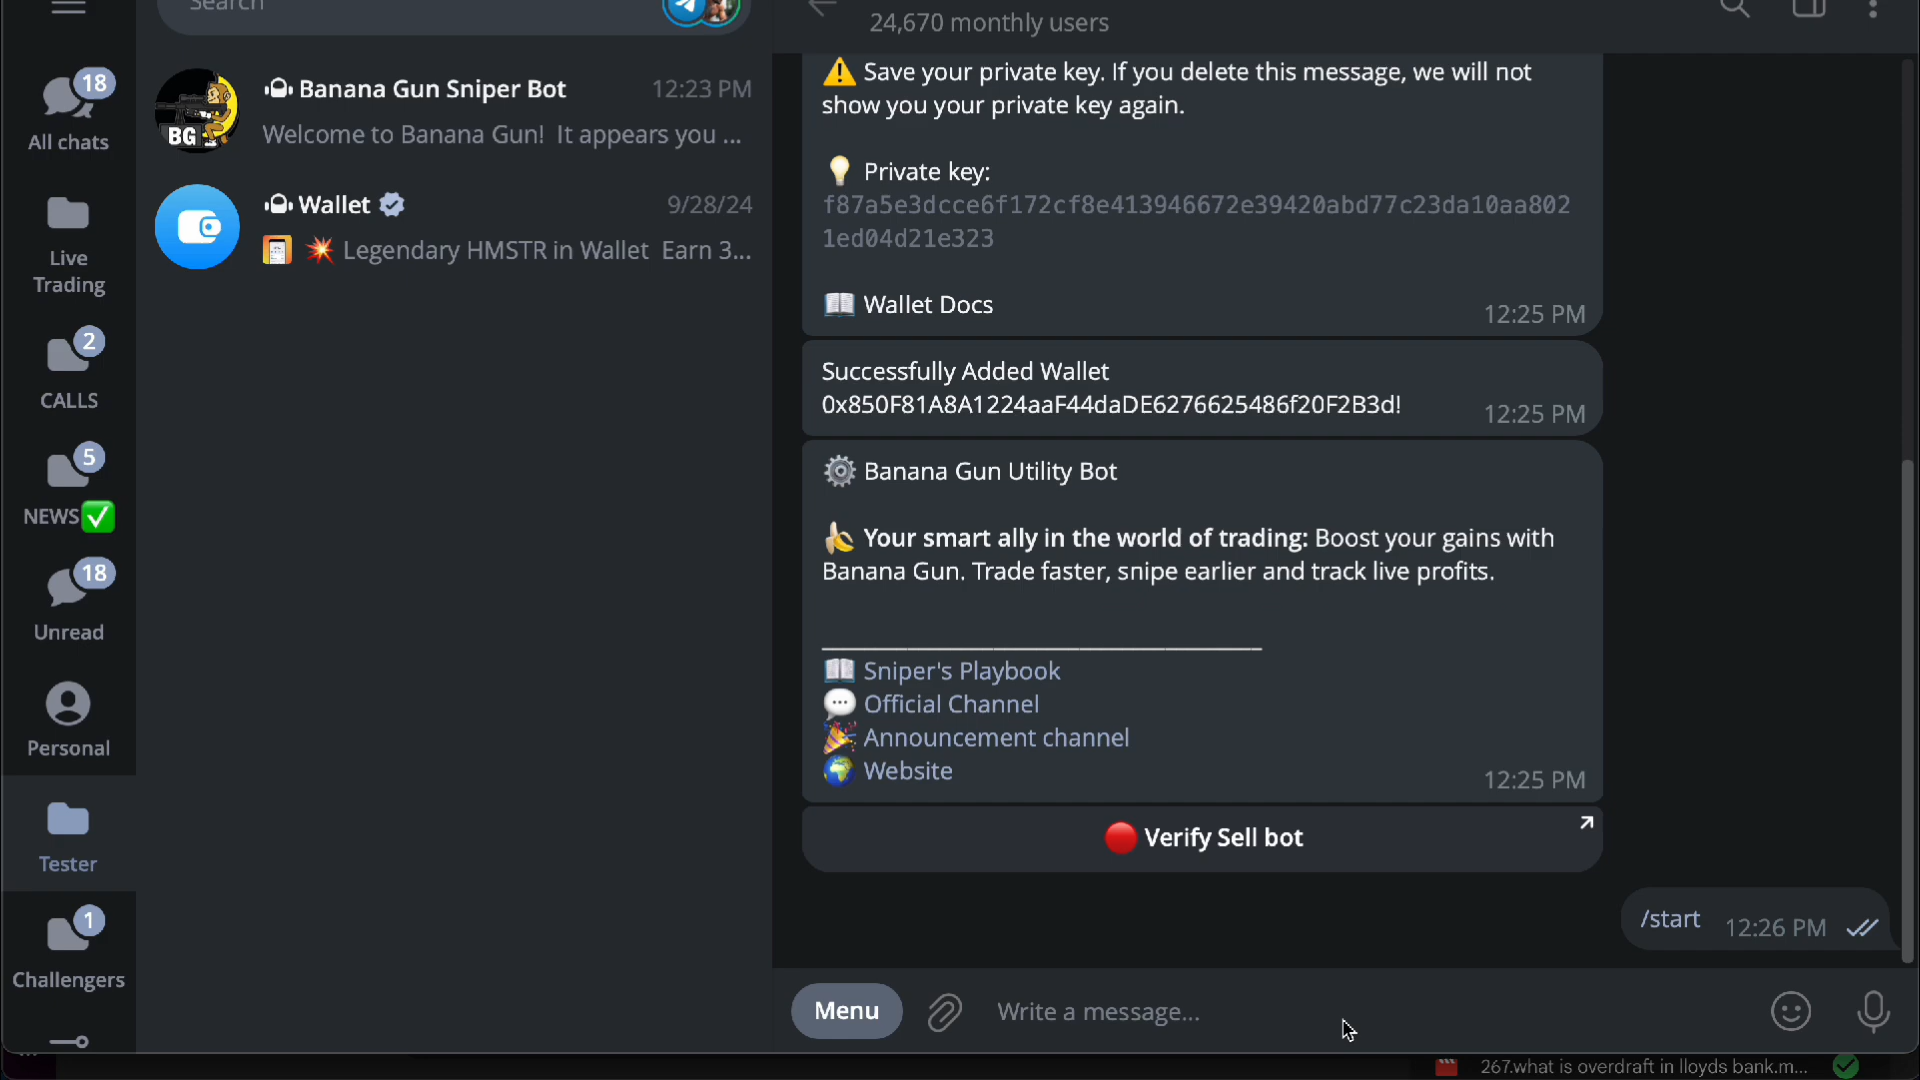 Search
18
All chats
Live
Trading
2
CALLS
5
NEWS
18
Unread
Personal
Tester
1
Challengers
Banana Gun Sniper Bot 12:23 PM
Welcome to Banana Gun! It appears you ...
BG
Wallet 9/28/24
Legendary HMSTR in Wallet Earn 3...
24,670 monthly users
Save your private key. If you delete this message, we will not
show you your private key again.
Private key:
f87a5e3dcce6f172cf8e413946672e39420abd77c23da10aa802
1ed04d21e323
Wallet Docs
12:25 PM
Successfully Added Wallet
0x850F81A8A1224aaF44daDE6276625486f20F2B3d!
12:25 PM
Banana Gun Utility Bot
Your smart ally in the world of trading: Boost your gains with
Banana Gun. Trade faster, snipe earlier and track live profits.
Sniper's Playbook
Official Channel
Announcement channel
Website
12:25 PM
Verify Sell bot
/start 12:26 PM
Menu
Write a message...
267.what is overdraft in lloyds bank.m...